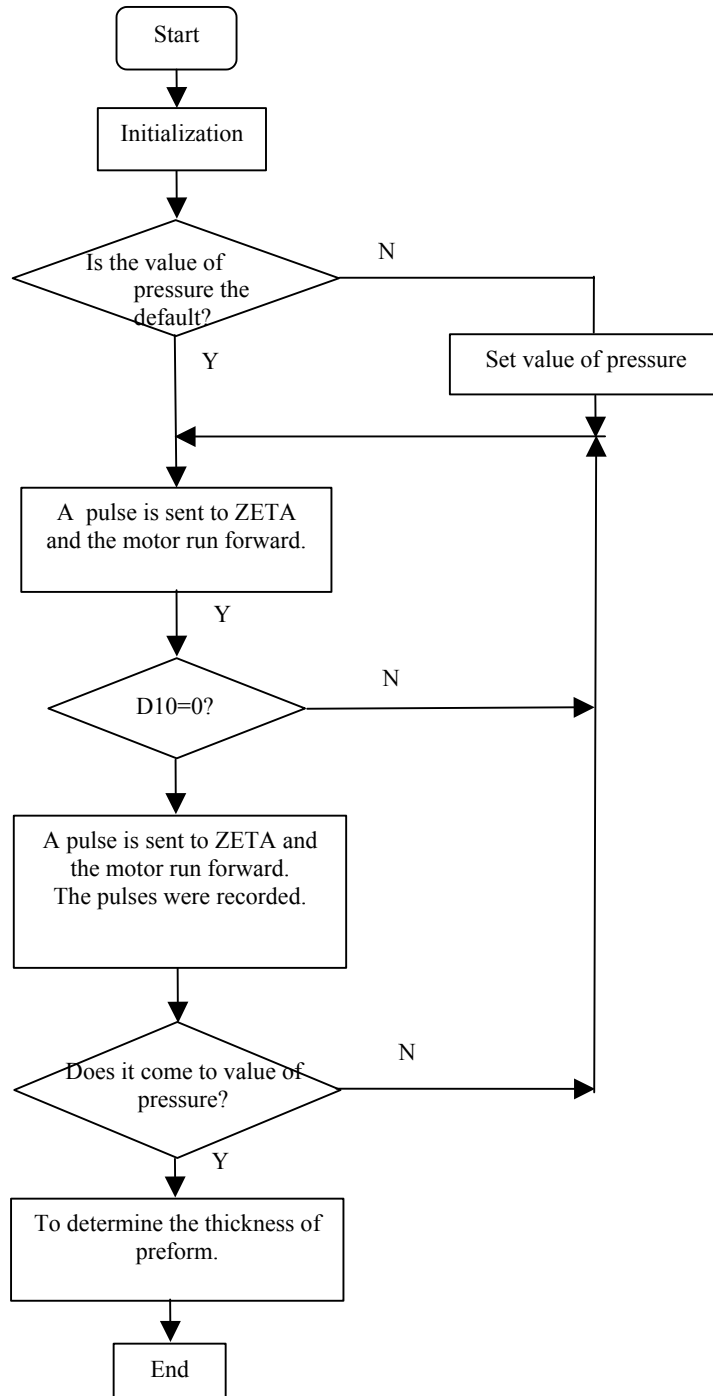 Start
Initialization
N
Is the value of
pressure the
default?
Y
Set value of pressure
A pulse is sent to ZETA
and the motor run forward.
Y
N
D10=0?
A pulse is sent to ZETA and
the motor run forward.
The pulses were recorded.
N
Does it come to value of
pressure?
Y
To determine the thickness of
preform.
End